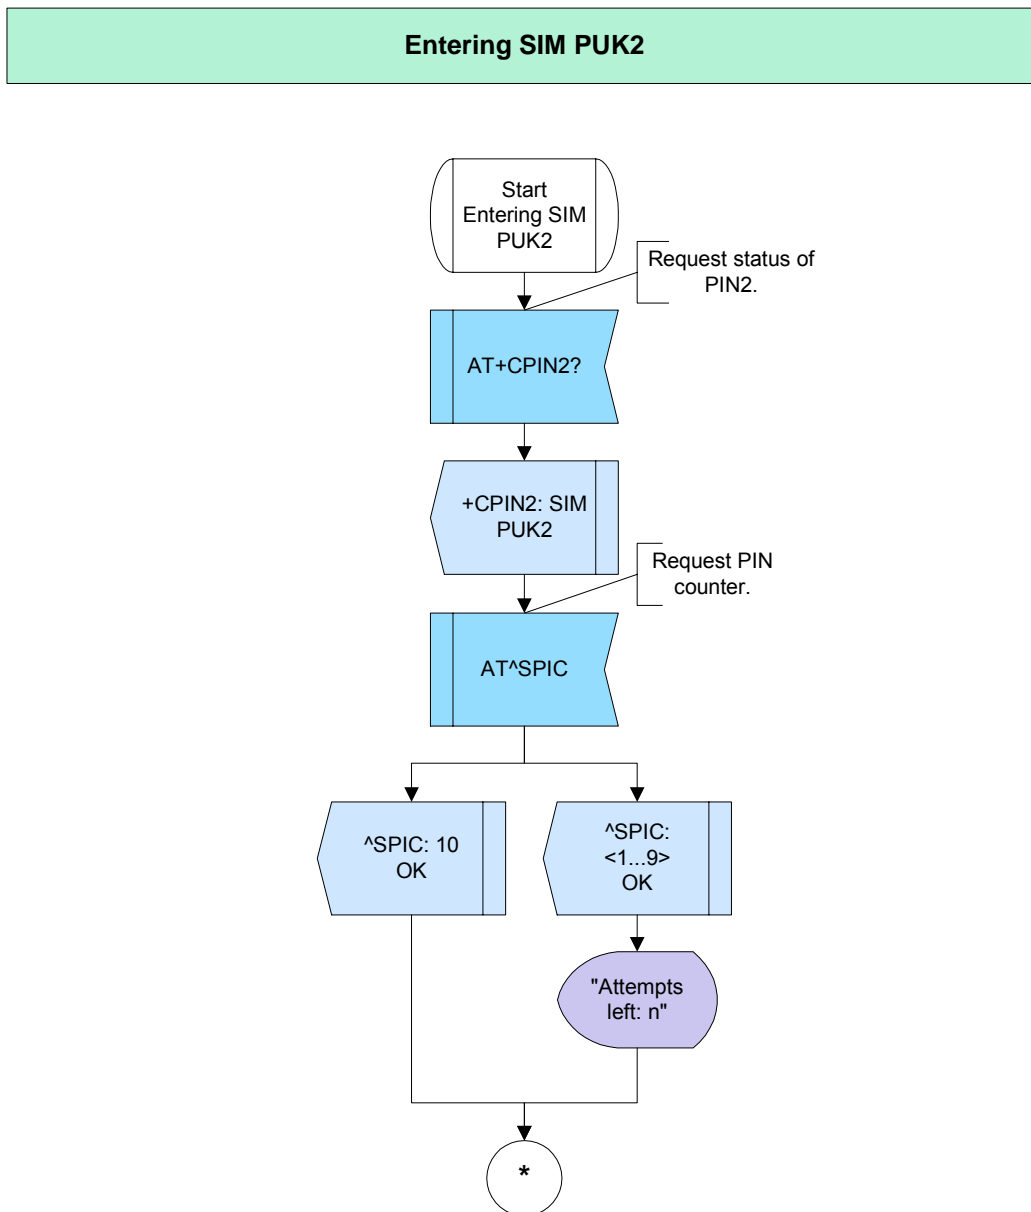 Entering SIM PUK2
Start
Entering SIM
PUK2
Request status of
PIN2.
AT+CPIN2?
+CPIN2: SIM
PUK2
Request PIN
counter.
AT^SPIC
^SPIC: 10
OK
^SPIC:
<1...9>
OK
"Attempts
left: n"
*